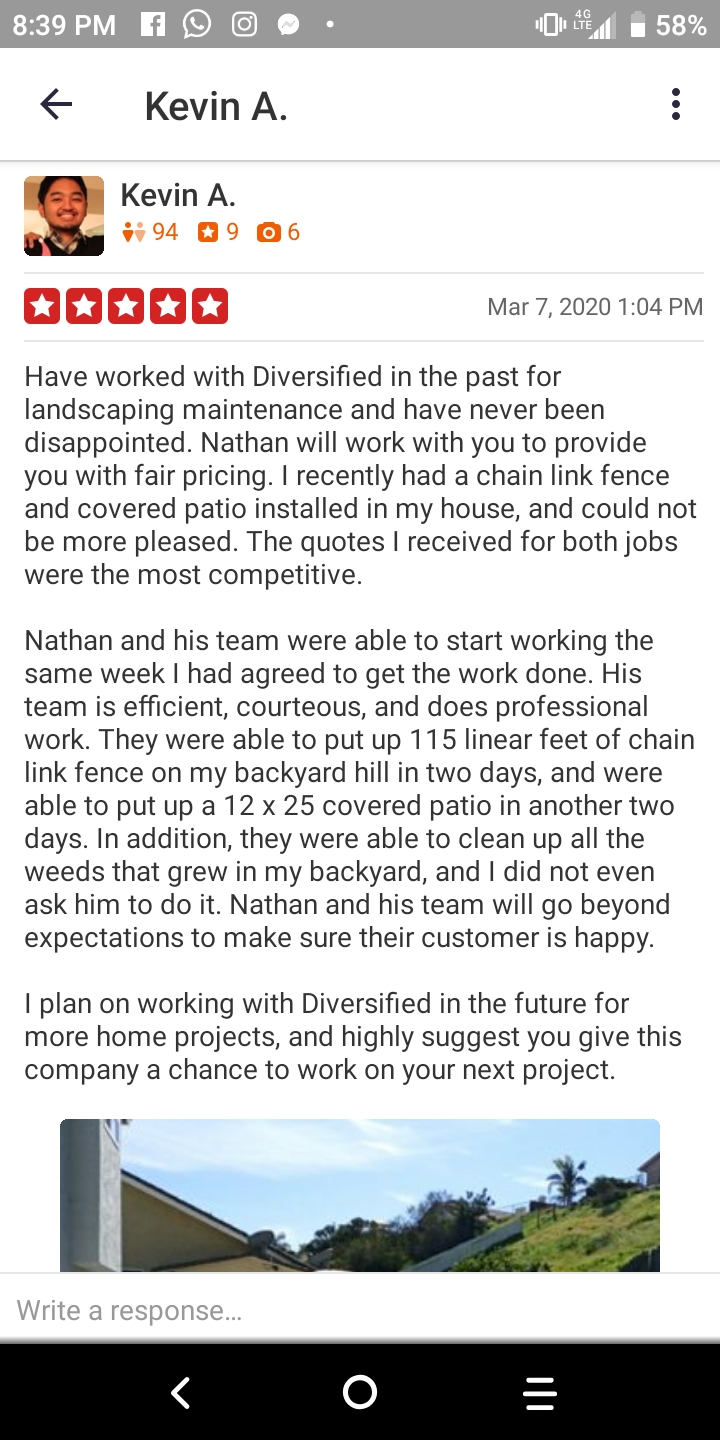 8:39 PM 4G LTE 58%
Kevin A.
Kevin A.
94 9 6
Mar 7, 2020 1:04 PM
Have worked with Diversified in the past for
landscaping maintenance and have never been
disappointed. Nathan will work with you to provide
you with fair pricing. I recently had a chain link fence
and covered patio installed in my house, and could not
be more pleased. The quotes I received for both jobs
were the most competitive.
Nathan and his team were able to start working the
same week I had agreed to get the work done. His
team is efficient, courteous, and does professional
work. They were able to put up 115 linear feet of chain
link fence on my backyard hill in two days, and were
able to put up a 12 x 25 covered patio in another two
days. In addition, they were able to clean up all the
weeds that grew in my backyard, and I did not even
ask him to do it. Nathan and his team will go beyond
expectations to make sure their customer is happy.
I plan on working with Diversified in the future for
more home projects, and highly suggest you give this
company a chance to work on your next project.
Write a response...